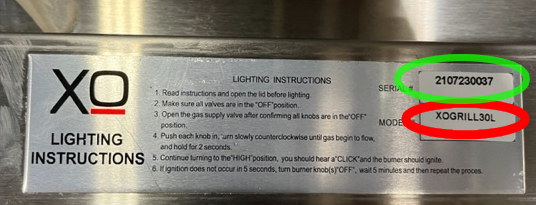 XO
LIGHTING
INSTRUCTIONS
LIGHTING INSTRUCTIONS
1. Read instructions and open the lid before lighting.
2. Make sure all valves are in the "OFF"position.
3. Open the gas supply valve after confirming all knobs are in the"OFF"
position.
4. Push each knob in, turn slowly counterclockwise until gas begin to flow,
and hold for 2 seconds.
5. Continue turning to the"HIGH"position, you should hear a"CLICK"and the burner should ignite.
6. If ignition does not occur in 5 seconds, turn burner knob(s)"OFF", wait 5 minutes and then repeat the proces.
SERIAL#
2107230037
MODE
XOGRILL30L